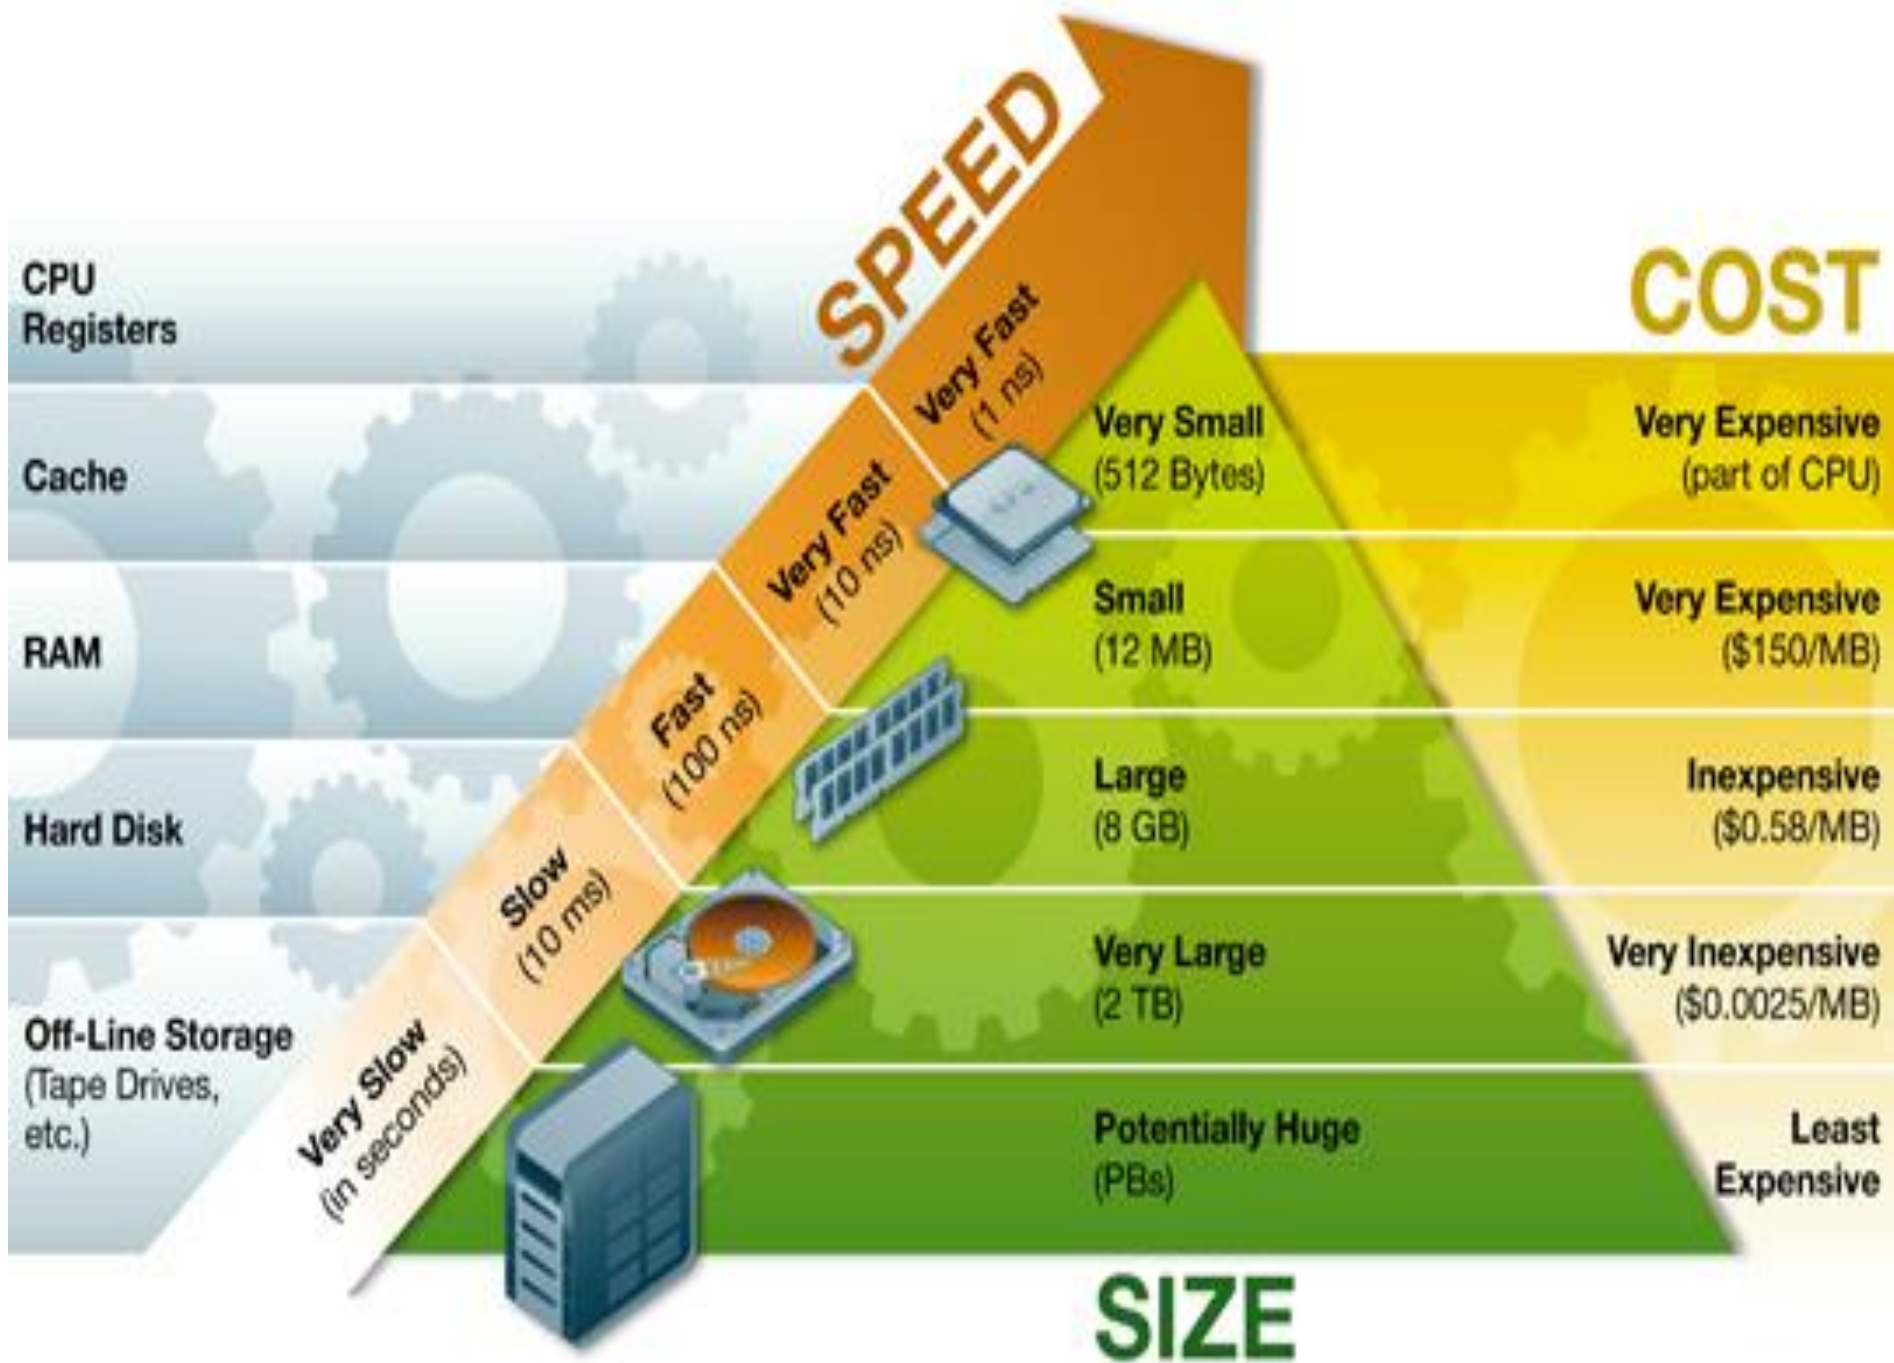 SPEED
COST
SIZE
CPU
Registers
Very Fast
(1 ns)
Very Small
(512 Bytes)
Very Expensive
(part of CPU)
Cache
Very Fast
(10 ns)
Small
(12 MB)
Very Expensive
($150/MB)
RAM
Fast
(100 ns)
Large
(8 GB)
Inexpensive
($0.58/MB)
Hard Disk
Slow
(10 ms)
Very Large
(2 TB)
Very Inexpensive
($0.0025/MB)
Off-Line Storage
(Tape Drives,
etc.)
Very Slow
(in seconds)
Potentially Huge
(PBs)
Least
Expensive